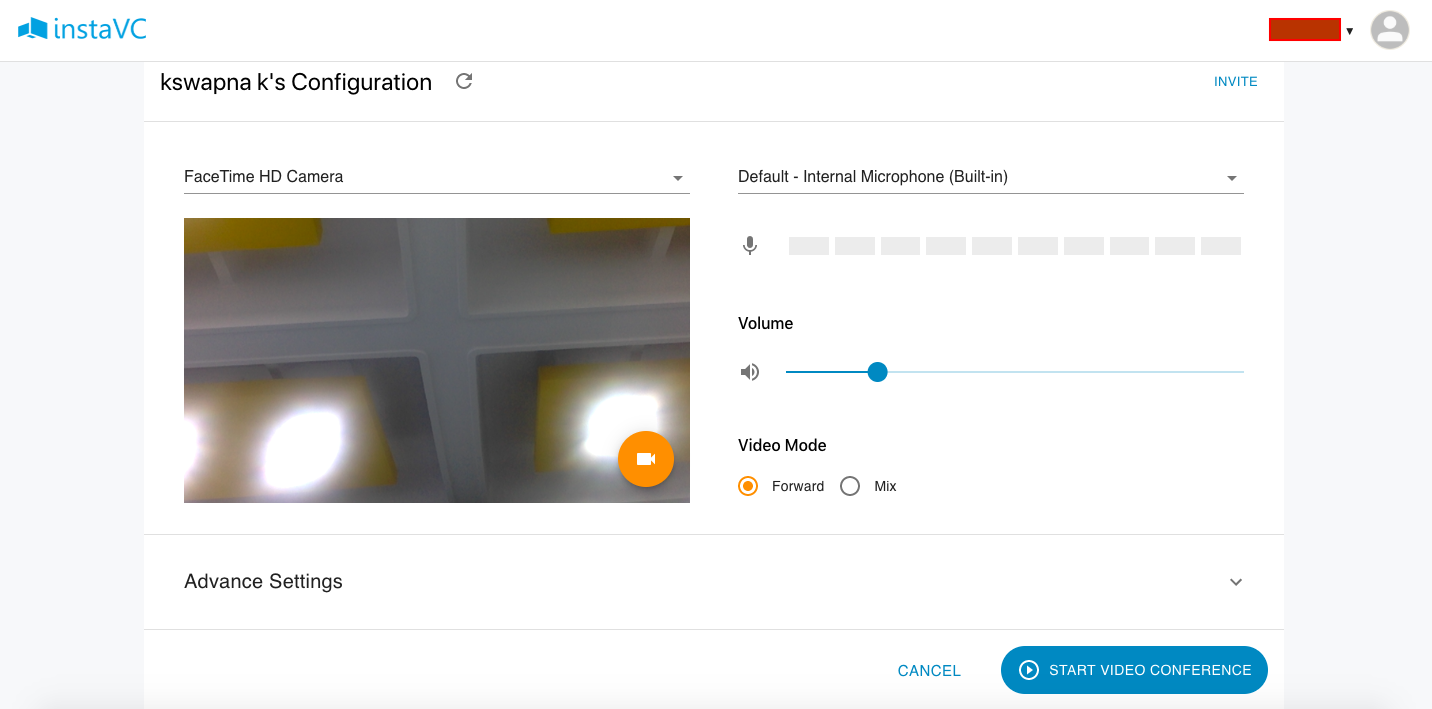 instaVC
kswapna k's Configuration
INVITE
FaceTime HD Camera
Default - Internal Microphone (Built-in)
Volume
Video Mode
Forward
Mix
Advance Settings
CANCEL
START VIDEO CONFERENCE